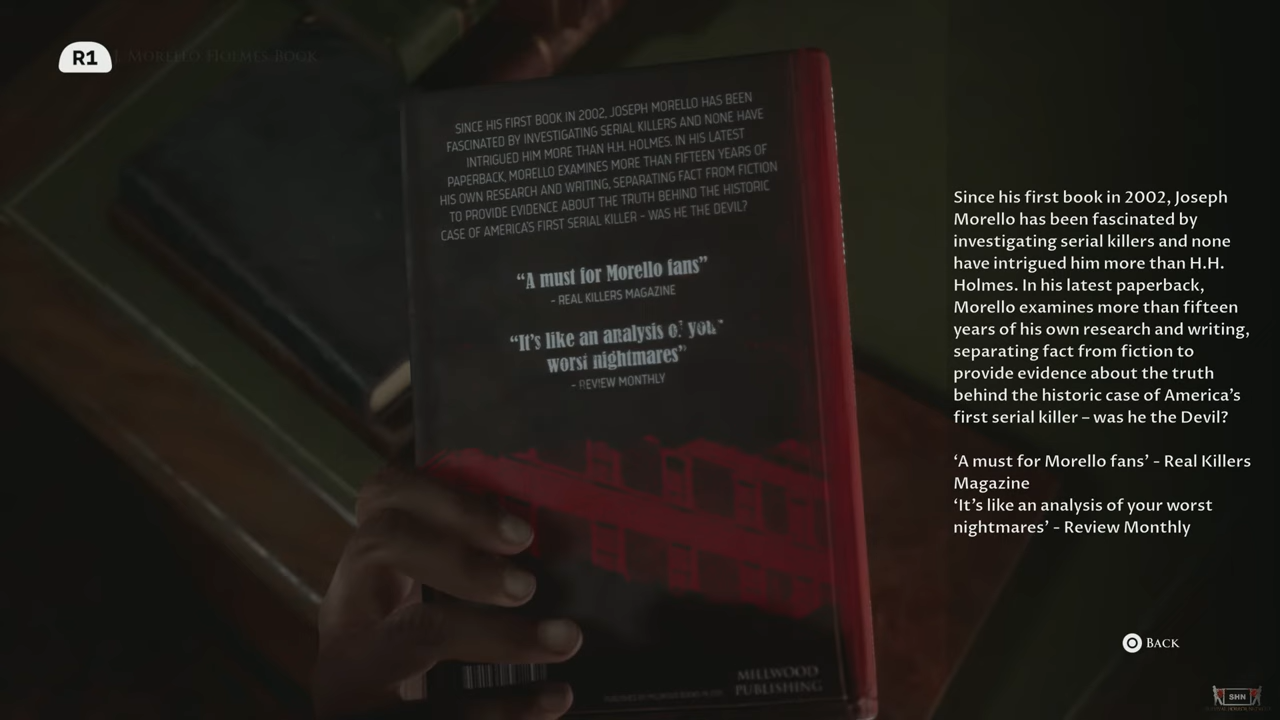 R1
J. Morello Holmes Book
SINCE HIS FIRST BOOK IN 2002, JOSEPH MORELLO HAS BEEN
FASCINATED BY INVESTIGATING SERIAL KILLERS AND NONE HAVE
INTRIGUED HIM MORE THAN H.H. HOLMES. IN HIS LATEST
PAPERBACK, MORELLO EXAMINES MORE THAN FIFTEEN YEARS OF
HIS OWN RESEARCH AND WRITING, SEPARATING FACT FROM FICTION
TO PROVIDE EVIDENCE ABOUT THE TRUTH BEHIND THE HISTORIC
CASE OF AMERICA'S FIRST SERIAL KILLER - WAS HE THE DEVIL?
“A must for Morello fans”
- REAL KILLERS MAGAZINE
“It's like an analysis of your
worst nightmares”
- REVIEW MONTHLY
MILLWOOD
PUBLISHING
Since his first book in 2002, Joseph
Morello has been fascinated by
investigating serial killers and none
have intrigued him more than H.H.
Holmes. In his latest paperback,
Morello examines more than fifteen
years of his own research and writing,
separating fact from fiction to
provide evidence about the truth
behind the historic case of America's
first serial killer – was he the Devil?
‘A must for Morello fans’ - Real Killers
Magazine
‘It's like an analysis of your worst
nightmares’ - Review Monthly
Back
SHN